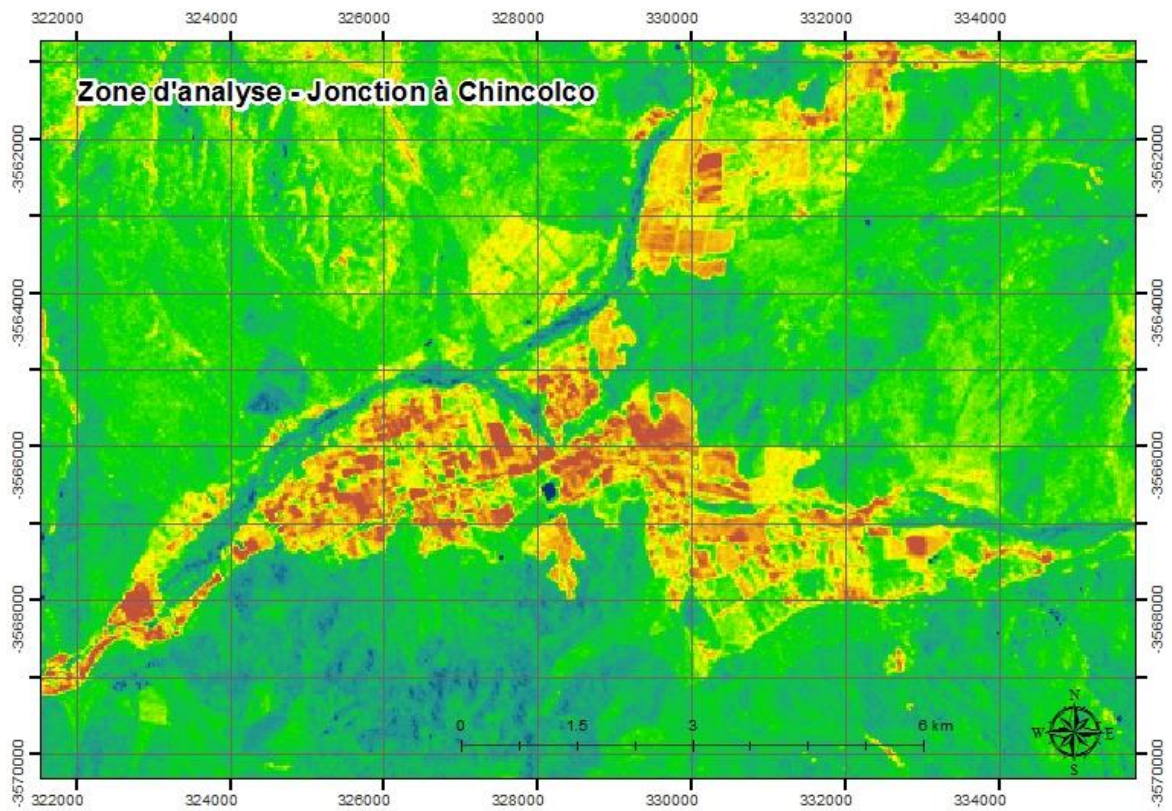 322000 324000 326000 328000 330000 332000 334000
Zone d'analyse - Jonction à Chincolco
-3562000 -3562000
-3564000 -3564000
-3566000 -3566000
-3568000 -3568000
0 1.5 3 6 km
N
W E
S
-3570000 -3570000
322000 324000 326000 328000 330000 332000 334000